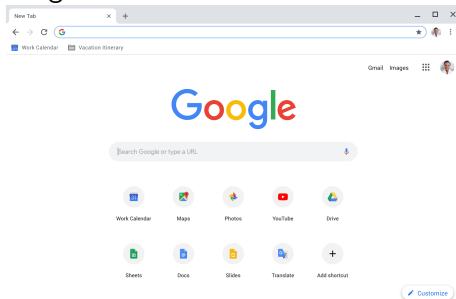 New Tab
Work Calendar Vacation Itinerary
Gmail Images
Google
Search Google or type a URL
Work Calendar Maps Photos YouTube Drive
Sheets Docs Slides Translate Add shortcut
Customize